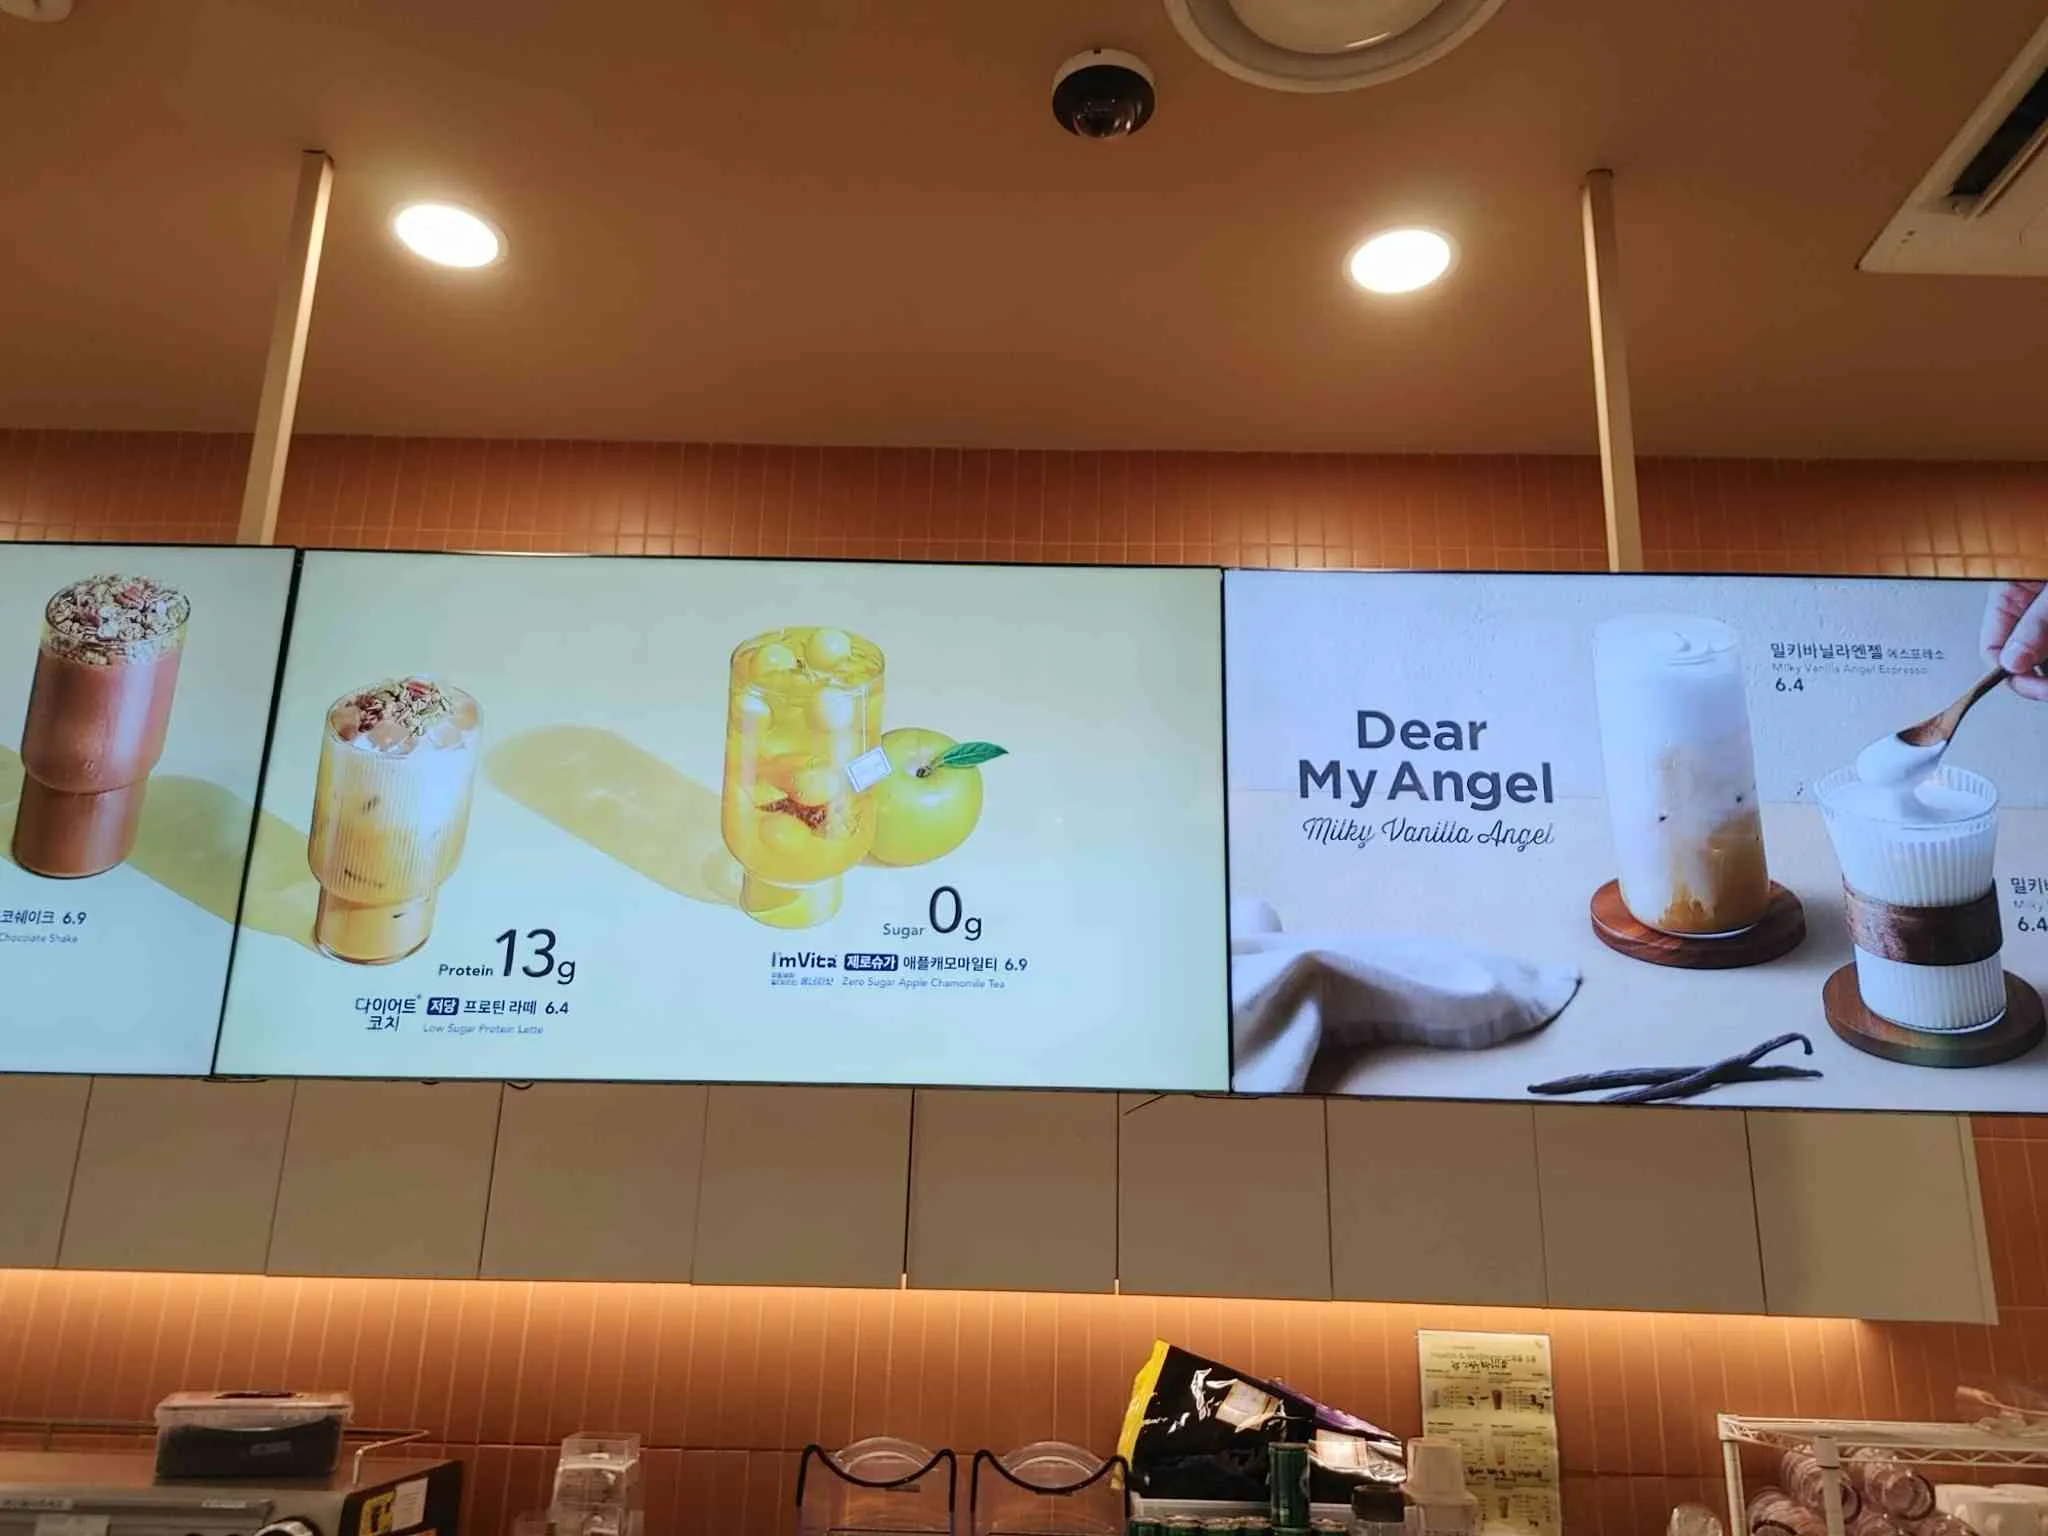 코쉐이크 6.9
Chocolate Shake
Protein 13g
다이어트® 저당 프로틴 라떼 6.4
코치
Low Sugar Protein Latte
Sugar 0g
I'mVita 제로슈가 애플캐모마일티 6.9
Zero Sugar Apple Chamomile Tea
Dear
My Angel
Milky Vanilla Angel
밀키바닐라엔젤 에스프레소
Milky Vanilla Angel Espresso
6.4
밀키
Milky
6.4